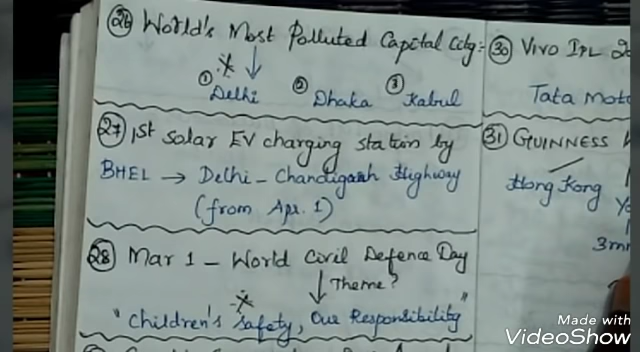 26 World's Most Polluted Capital City:-
① Delhi ② Dhaka ③ Kabul
27 1st Solar EV charging station by
BHEL → Delhi - Chandigarh Highway
(from Apr. 1)
28 Mar 1 - World Civil Defence Day
↓ Theme?
"Children's Safety, Our Responsibility"
30 VIVO IPL
Tata
31 GUINNESS
Hong Kong
Made with
VideoShow